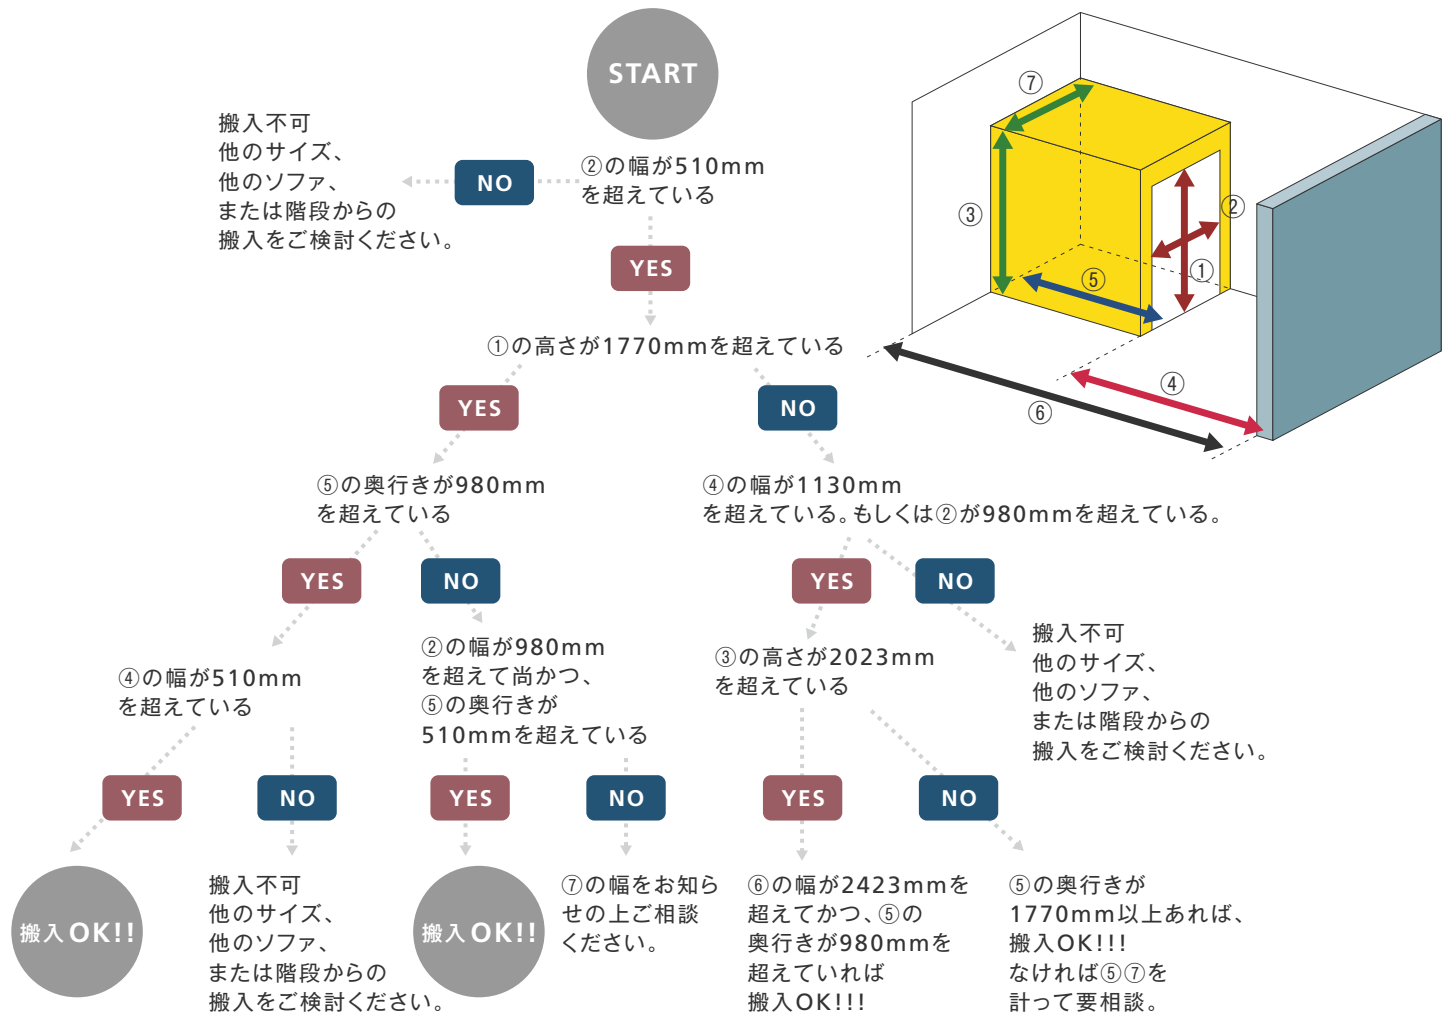 START
②の幅が510mm
を超えている
NO
搬入不可
他のサイズ、
他のソファ、
または階段からの
搬入をご検討ください。
YES
①の高さが1770mmを超えている
YES
NO
⑤の奥行きが980mm
を超えている
④の幅が1130mm
を超えている。もしくは②が980mmを超えている。
YES
NO
YES
NO
④の幅が510mm
を超えている
②の幅が980mm
を超えて尚かつ、
⑤の奥行きが
510mmを超えている
③の高さが2023mm
を超えている
搬入不可
他のサイズ、
他のソファ、
または階段からの
搬入をご検討ください。
YES
NO
YES
NO
YES
NO
搬入OK!!
搬入不可
他のサイズ、
他のソファ、
または階段からの
搬入をご検討ください。
搬入OK!!
⑦の幅をお知ら
せの上ご相談
ください。
⑥の幅が2423mmを
超えてかつ、⑤の
奥行きが980mmを
超えていれば
搬入OK!!!
⑤の奥行きが
1770mm以上あれば、
搬入OK!!!
なければ⑤⑦を
計って要相談。
⑦
③
②
①
⑤
④
⑥